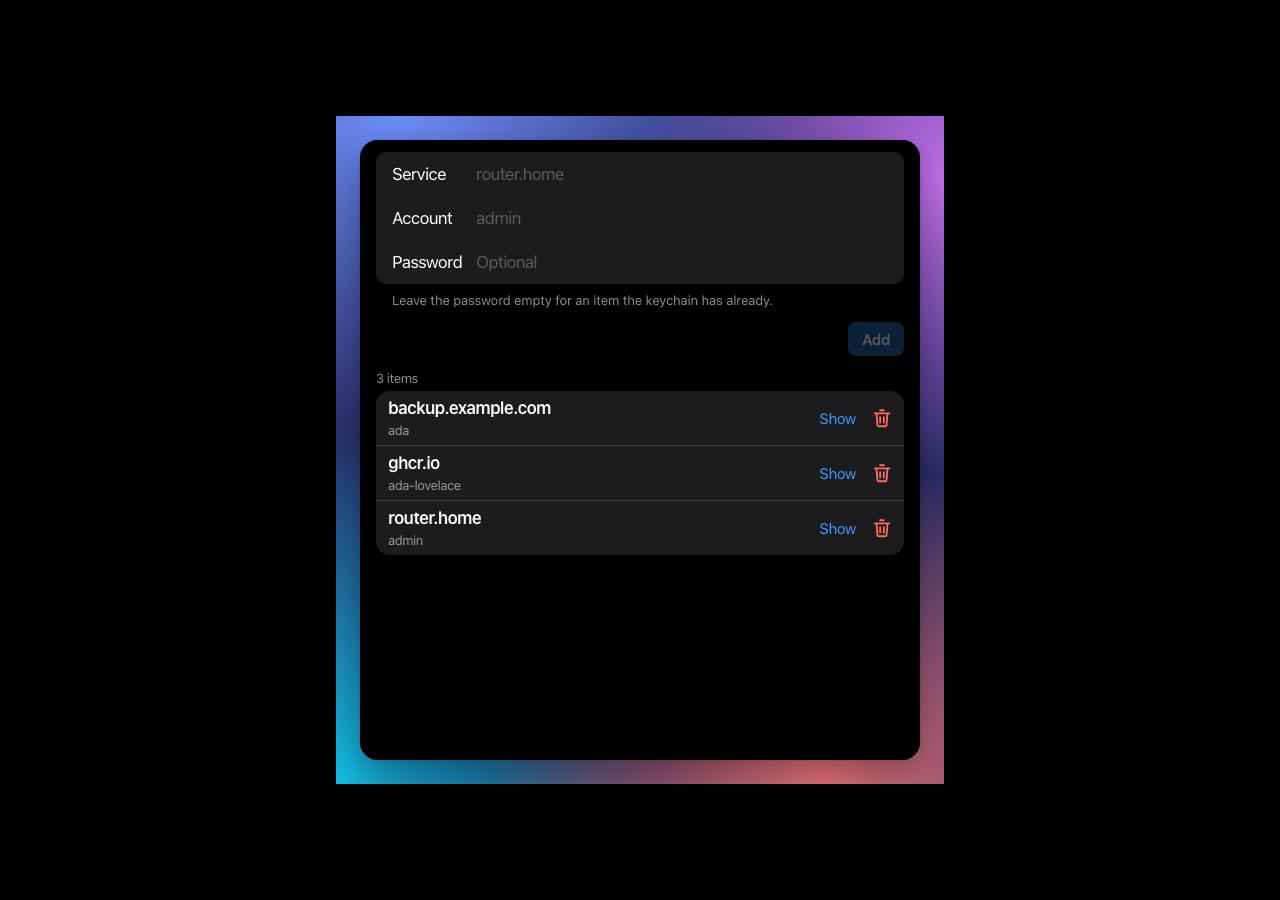 Service router.home
Account admin
Password Optional
Leave the password empty for an item the keychain has already.
Add
3 items
backup.example.com
ada
Show
ghcr.io
ada-lovelace
Show
router.home
admin
Show